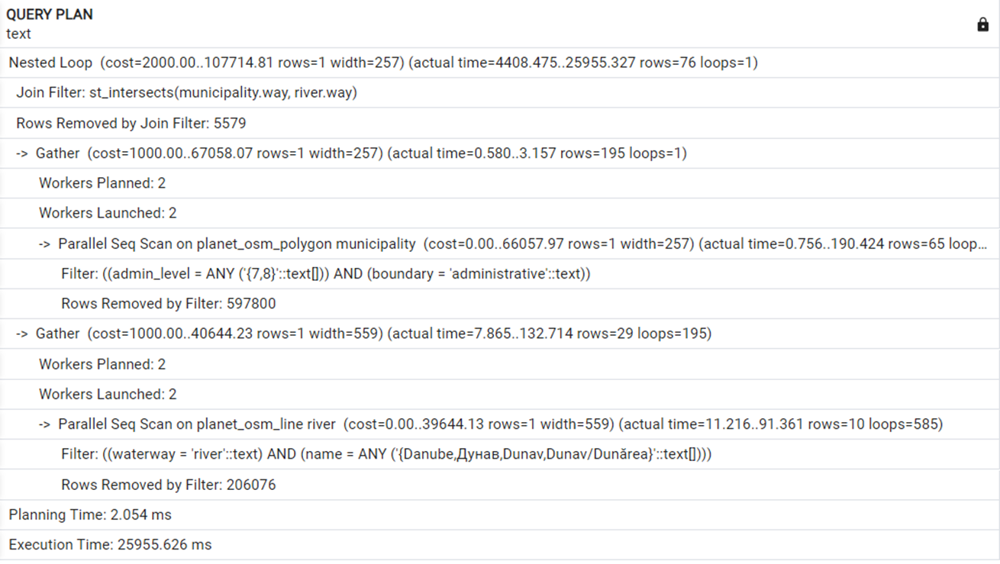 QUERY PLAN
text
Nested Loop (cost=2000.00..107714.81 rows=1 width=257) (actual time=4408.475..25955.327 rows=76 loops=1)
Join Filter: st_intersects(municipality.way, river.way)
Rows Removed by Join Filter: 5579
-> Gather (cost=1000.00..67058.07 rows=1 width=257) (actual time=0.580..3.157 rows=195 loops=1)
Workers Planned: 2
Workers Launched: 2
-> Parallel Seq Scan on planet_osm_polygon municipality (cost=0.00..66057.97 rows=1 width=257) (actual time=0.756..190.424 rows=65 loop...
Filter: ((admin_level = ANY ('{7,8}'::text[])) AND (boundary = 'administrative'::text))
Rows Removed by Filter: 597800
-> Gather (cost=1000.00..40644.23 rows=1 width=559) (actual time=7.865..132.714 rows=29 loops=195)
Workers Planned: 2
Workers Launched: 2
-> Parallel Seq Scan on planet_osm_line river (cost=0.00..39644.13 rows=1 width=559) (actual time=11.216..91.361 rows=10 loops=585)
Filter: ((waterway = 'river'::text) AND (name = ANY ('{Danube,Дунав,Dunav,Dunav/Dunărea}'::text[])))
Rows Removed by Filter: 206076
Planning Time: 2.054 ms
Execution Time: 25955.626 ms